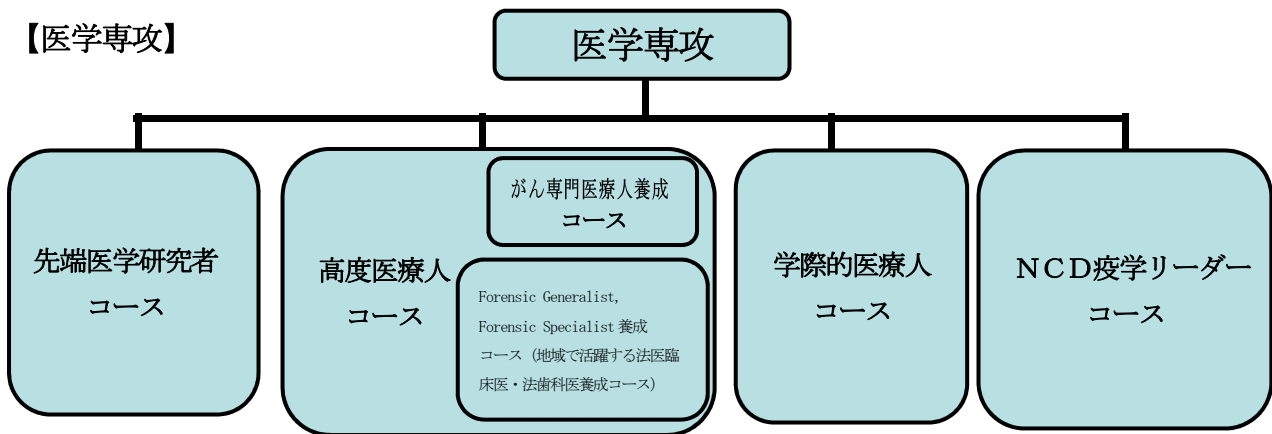 【医学専攻】
医学専攻
先端医学研究者
コース
高度医療人
コース
がん専門医療人養成
コース
Forensic Generalist,
Forensic Specialist 養成
コース（地域で活躍する法医臨
床医・法歯科医養成コース）
学際的医療人
コース
ＮＣＤ疫学リーダー
コース